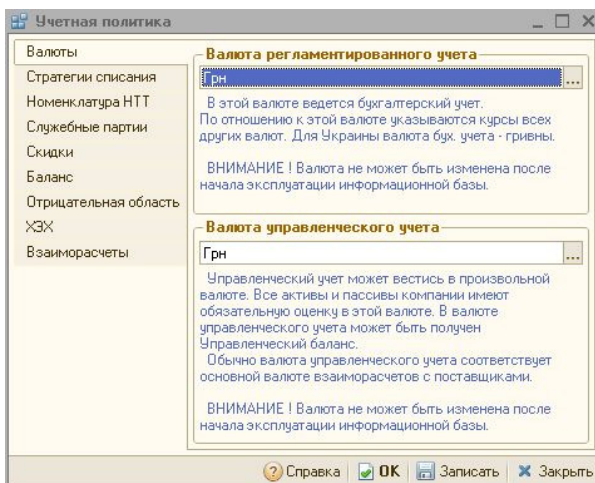 Учетная политика
Валюты
Стратегии списания
Номенклатура НТТ
Служебные партии
Скидки
Баланс
Отрицательная область
ХЗХ
Взаиморасчеты
Валюта регламентированного учета
Грн
...
В этой валюте ведется бухгалтерский учет.
По отношению к этой валюте указываются курсы всех
других валют. Для Украины валюта бух. учета - гривны.
ВНИМАНИЕ ! Валюта не может быть изменена после
начала эксплуатации информационной базы.
Валюта управленческого учета
Грн
...
Управленческий учет может вестись в произвольной
валюте. Все активы и пассивы компании имеют
обязательную оценку в этой валюте. В валюте
управленческого учета может быть получен
Управленческий баланс.
Обычно валюта управленческого учета соответствует
основной валюте взаиморасчетов с поставщиками.
ВНИМАНИЕ ! Валюта не может быть изменена после
начала эксплуатации информационной базы.
Справка OK Записать Закрыть